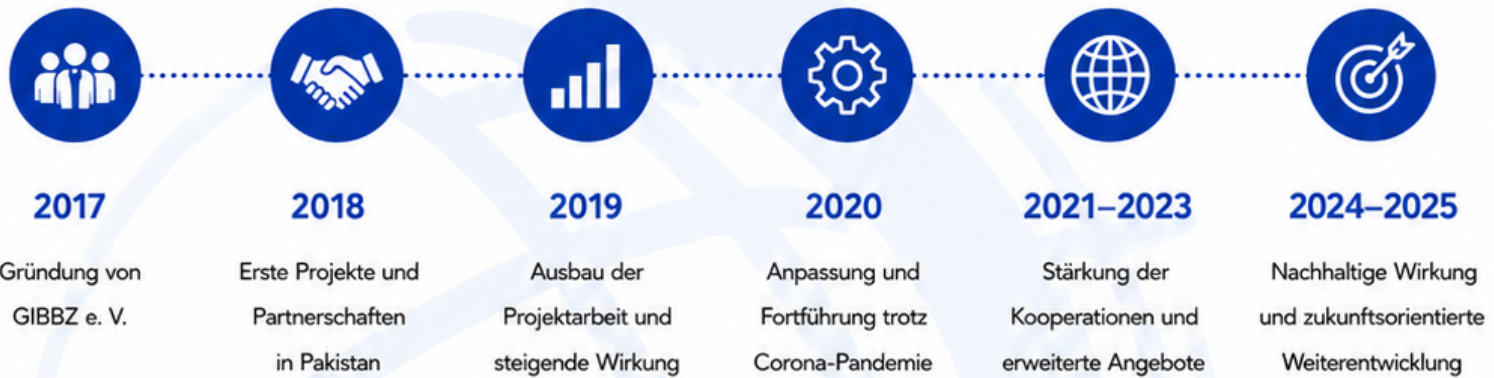 2017
Gründung von
GIBBZ e. V.
2018
Erste Projekte und
Partnerschaften
in Pakistan
2019
Ausbau der
Projektarbeit und
steigende Wirkung
2020
Anpassung und
Fortführung trotz
Corona-Pandemie
2021–2023
Stärkung der
Kooperationen und
erweiterte Angebote
2024–2025
Nachhaltige Wirkung
und zukunftsorientierte
Weiterentwicklung